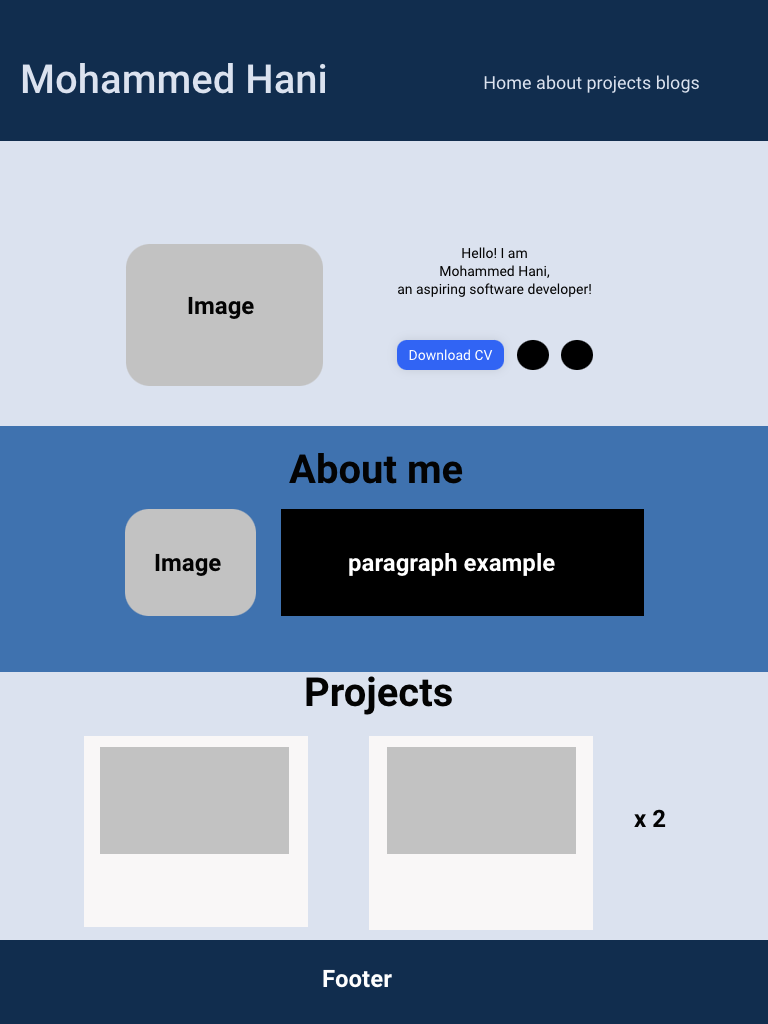 Mohammed Hani
Home about projects blogs
Image
Hello! I am
Mohammed Hani,
an aspiring software developer!
Download CV
About me
Image
paragraph example
Projects
x 2
Footer